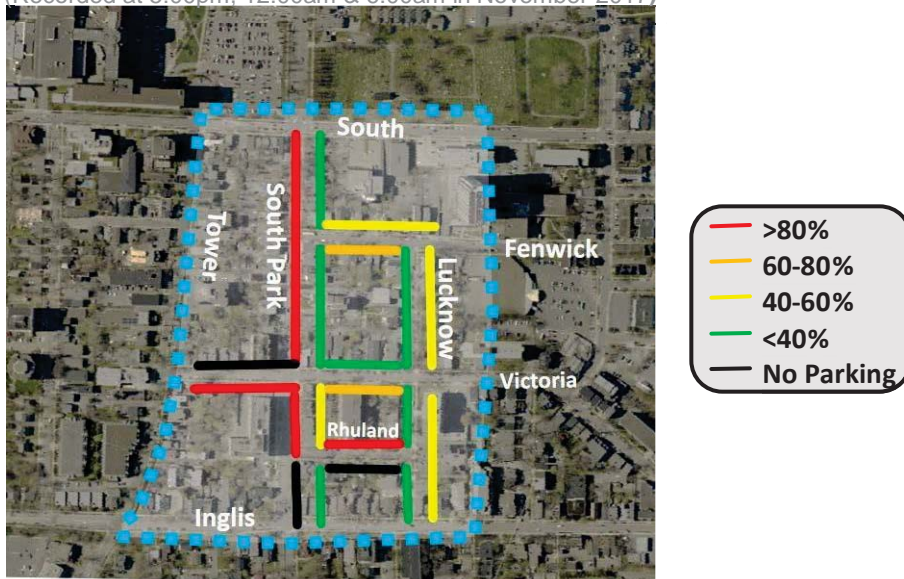 South
Tower
South Park
Lucknow
Fenwick
Victoria
Rhuland
Inglis
>80%
60-80%
40-60%
<40%
No Parking